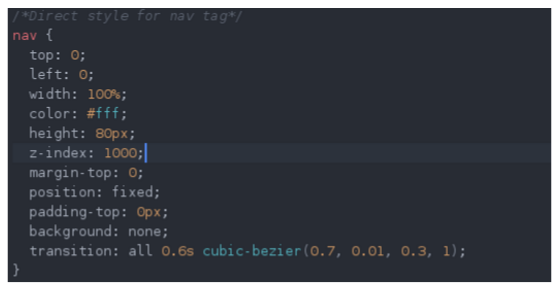 /*Direct style for nav tag*/
nav {
  top: 0;
  left: 0;
  width: 100%;
  color: #fff;
  height: 80px;
  z-index: 1000;
  margin-top: 0;
  position: fixed;
  padding-top: 0px;
  background: none;
  transition: all 0.6s cubic-bezier(0.7, 0.01, 0.3, 1);
}